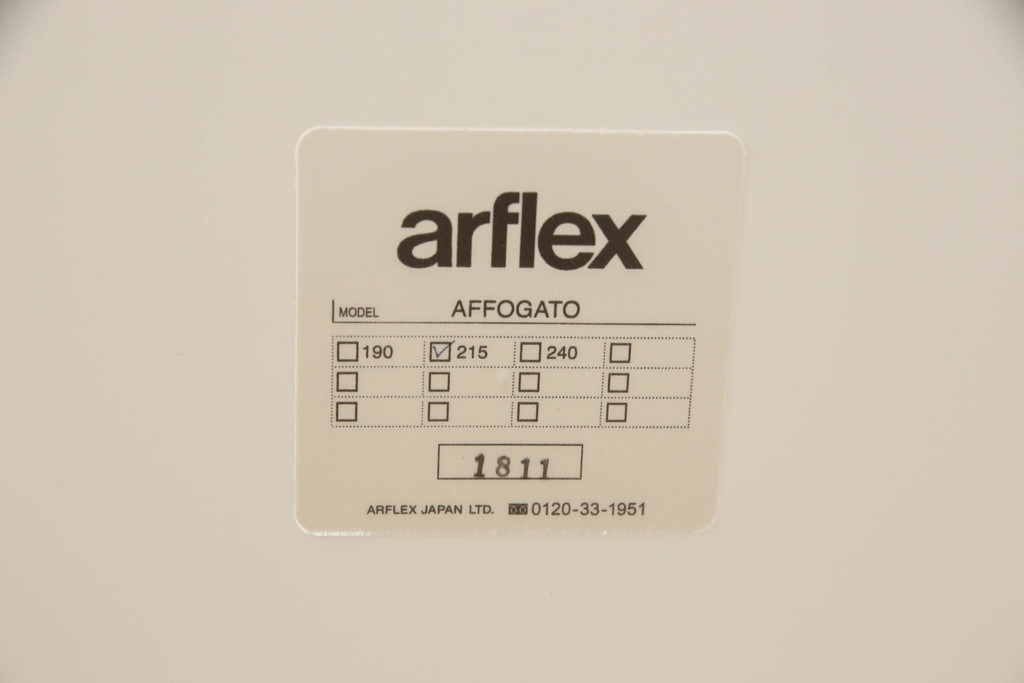 arflex
MODEL AFFOGATO
190 215 240
1811
ARFLEX JAPAN LTD. 0120-33-1951